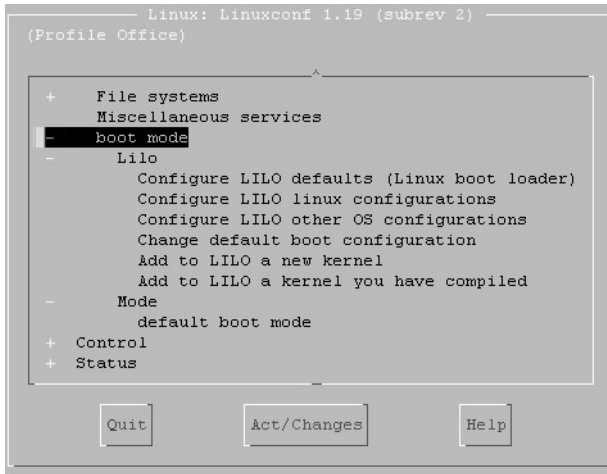 Linux: Linuxconf 1.19 (subrev 2)
(Profile Office)
+ File systems
Miscellaneous services
- boot mode
- Lilo
Configure LILO defaults (Linux boot loader)
Configure LILO linux configurations
Configure LILO other OS configurations
Change default boot configuration
Add to LILO a new kernel
Add to LILO a kernel you have compiled
- Mode
default boot mode
+ Control
+ Status
Quit Act/Changes Help